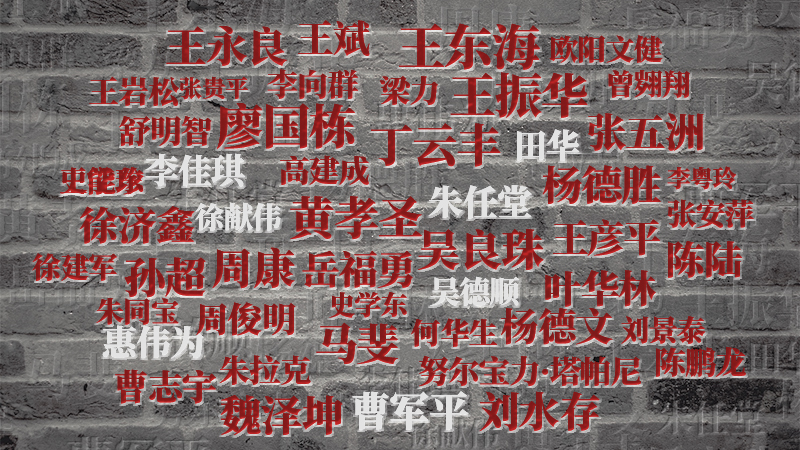 王永良 王斌 王东海 欧阳文健
王岩松 张贵平 李向群 梁力 王振华 曾翙翔
舒明智 廖国栋 丁云丰 田华 张五洲
李佳琪 高建成 杨德胜 李粤玲
徐济鑫 徐献伟 黄孝圣 朱任堂 张安萍
徐建军 孙超 周康 岳福勇 吴良珠 王彦平 陈陆
朱同宝 周俊明 史学东 吴德顺 叶华林
惠伟为 马斐 何华生 杨德文 刘景泰
曹志宇 朱拉克 努尔宝力·塔帕尼 陈鹏龙
魏泽坤 曹军平 刘水存